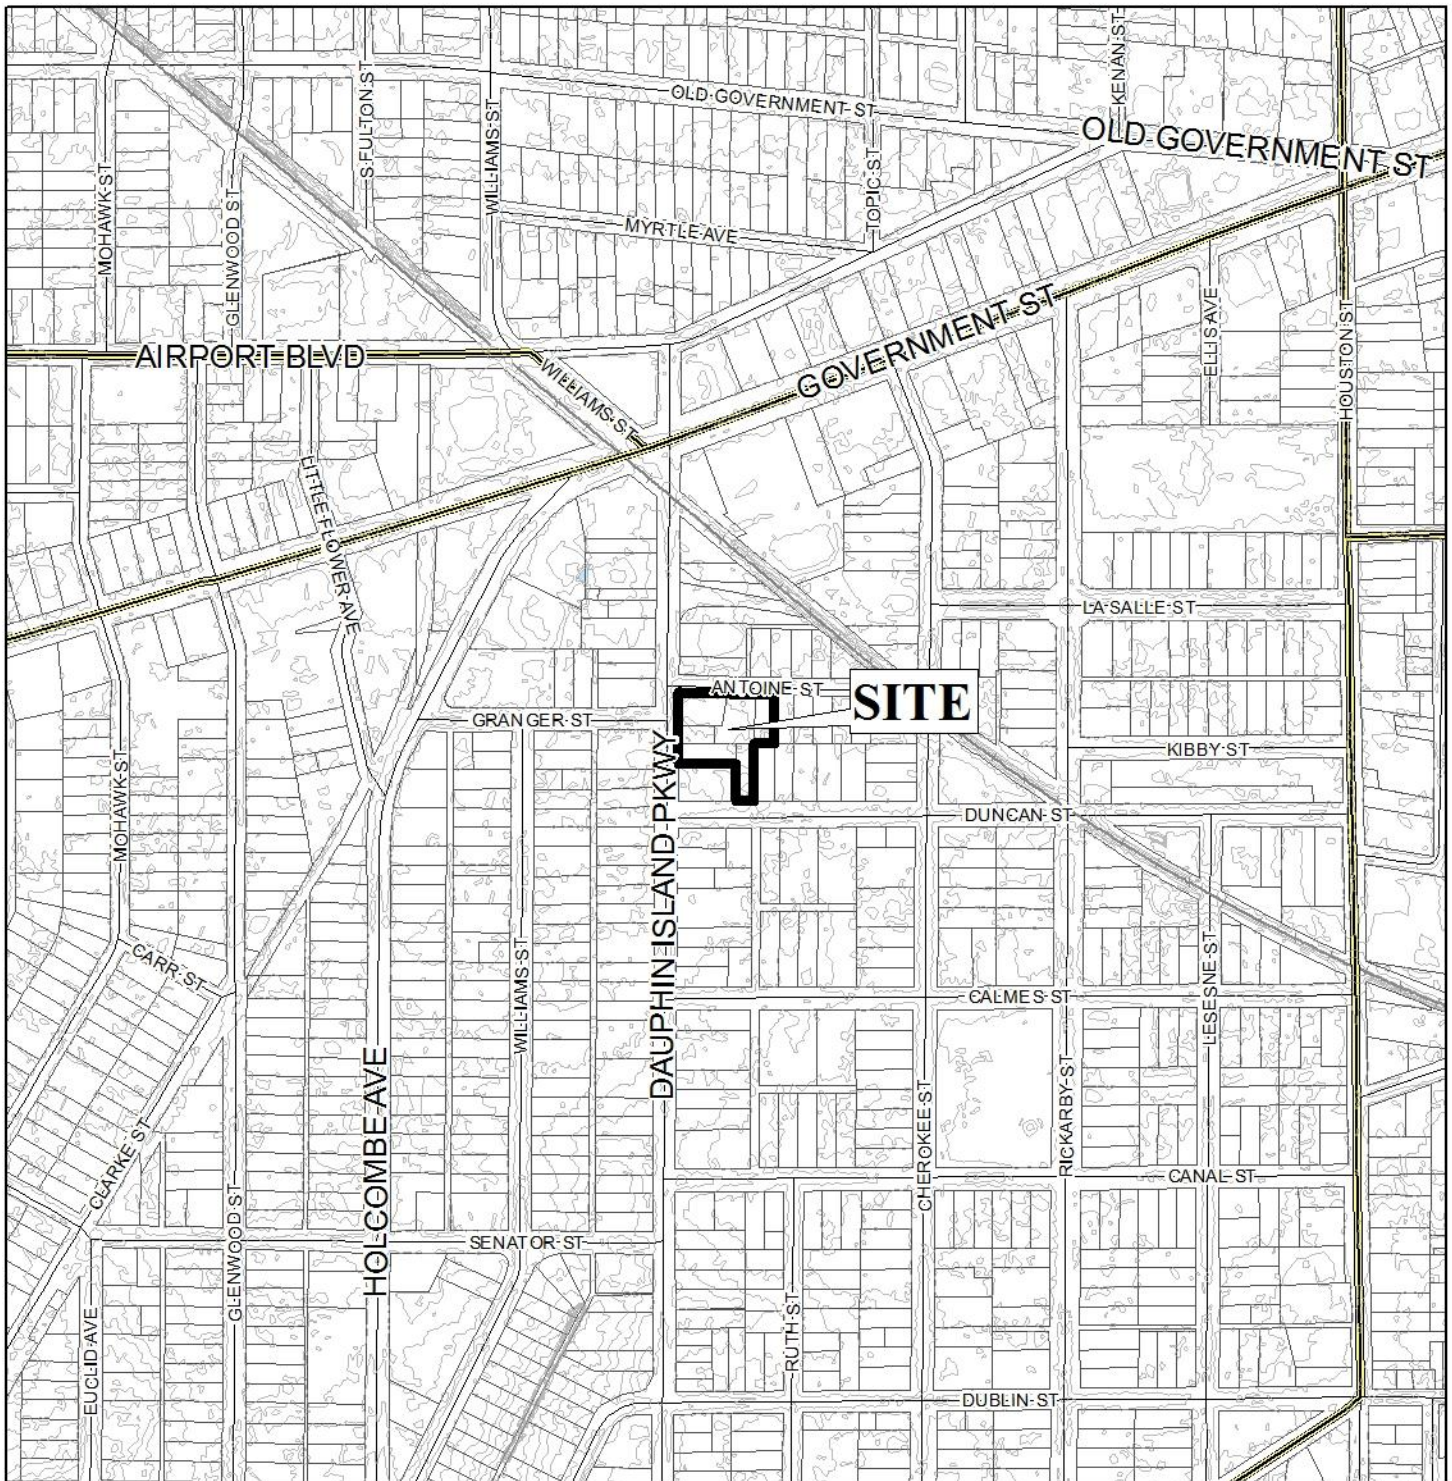 KENAN ST
OLD GOVERNMENT ST
S FULTON ST
WILLIAMS ST
OLD GOVERNMENT ST
MOHAWK ST
GLENWOOD ST
TOPIC ST
MYRTLE AVE
AIRPORT BLVD
GOVERNMENT ST
ELLIS AVE
HOUSTON ST
WILLIAMS ST
LITTLE FLOWER AVE
LA SALLE ST
ANTOINE ST
SITE
GRANGER ST
KIBBY ST
MOHAWK ST
DAUPHIN ISLAND PKWY
DUNCAN ST
CARR ST
WILLIAMS ST
LESESNE ST
CALMES ST
HOLCOMBE AVE
CHEROKEE ST
RICKARBY ST
CLARKE ST
CANAL ST
GLENWOOD ST
SENATOR ST
EUCLID AVE
RUTH ST
DUBLIN ST